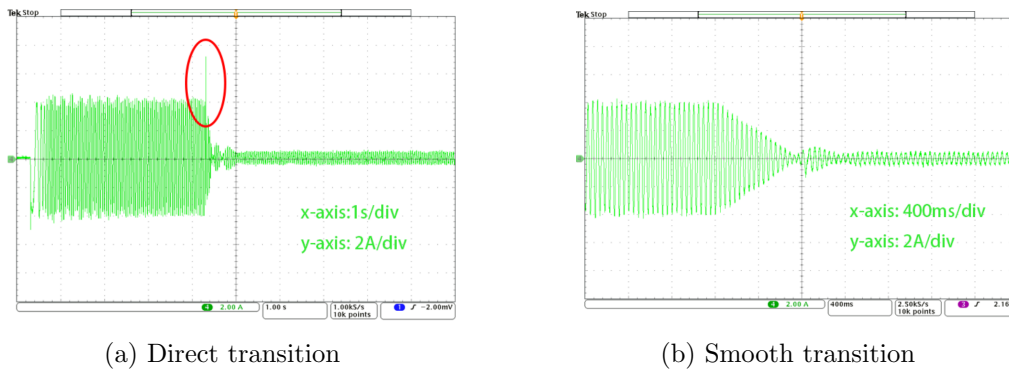 Tek Stop
x-axis:1s/div
y-axis: 2A/div
4 2.00 A 1.00 s 1.00kS/s 10k points 1 ƒ −2.00mV
(a) Direct transition
Tek Stop
x-axis: 400ms/div
y-axis: 2A/div
4 2.00 A 400ms 2.50kS/s 10k points 3 ƒ 2.16
(b) Smooth transition